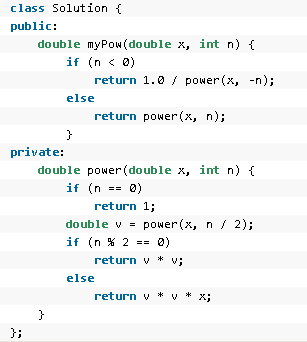 class Solution {
public:
    double myPow(double x, int n) {
        if (n < 0)
            return 1.0 / power(x, -n);
        else
            return power(x, n);
        }
private:
    double power(double x, int n) {
        if (n == 0)
            return 1;
        double v = power(x, n / 2);
        if (n % 2 == 0)
            return v * v;
        else
            return v * v * x;
    }
};